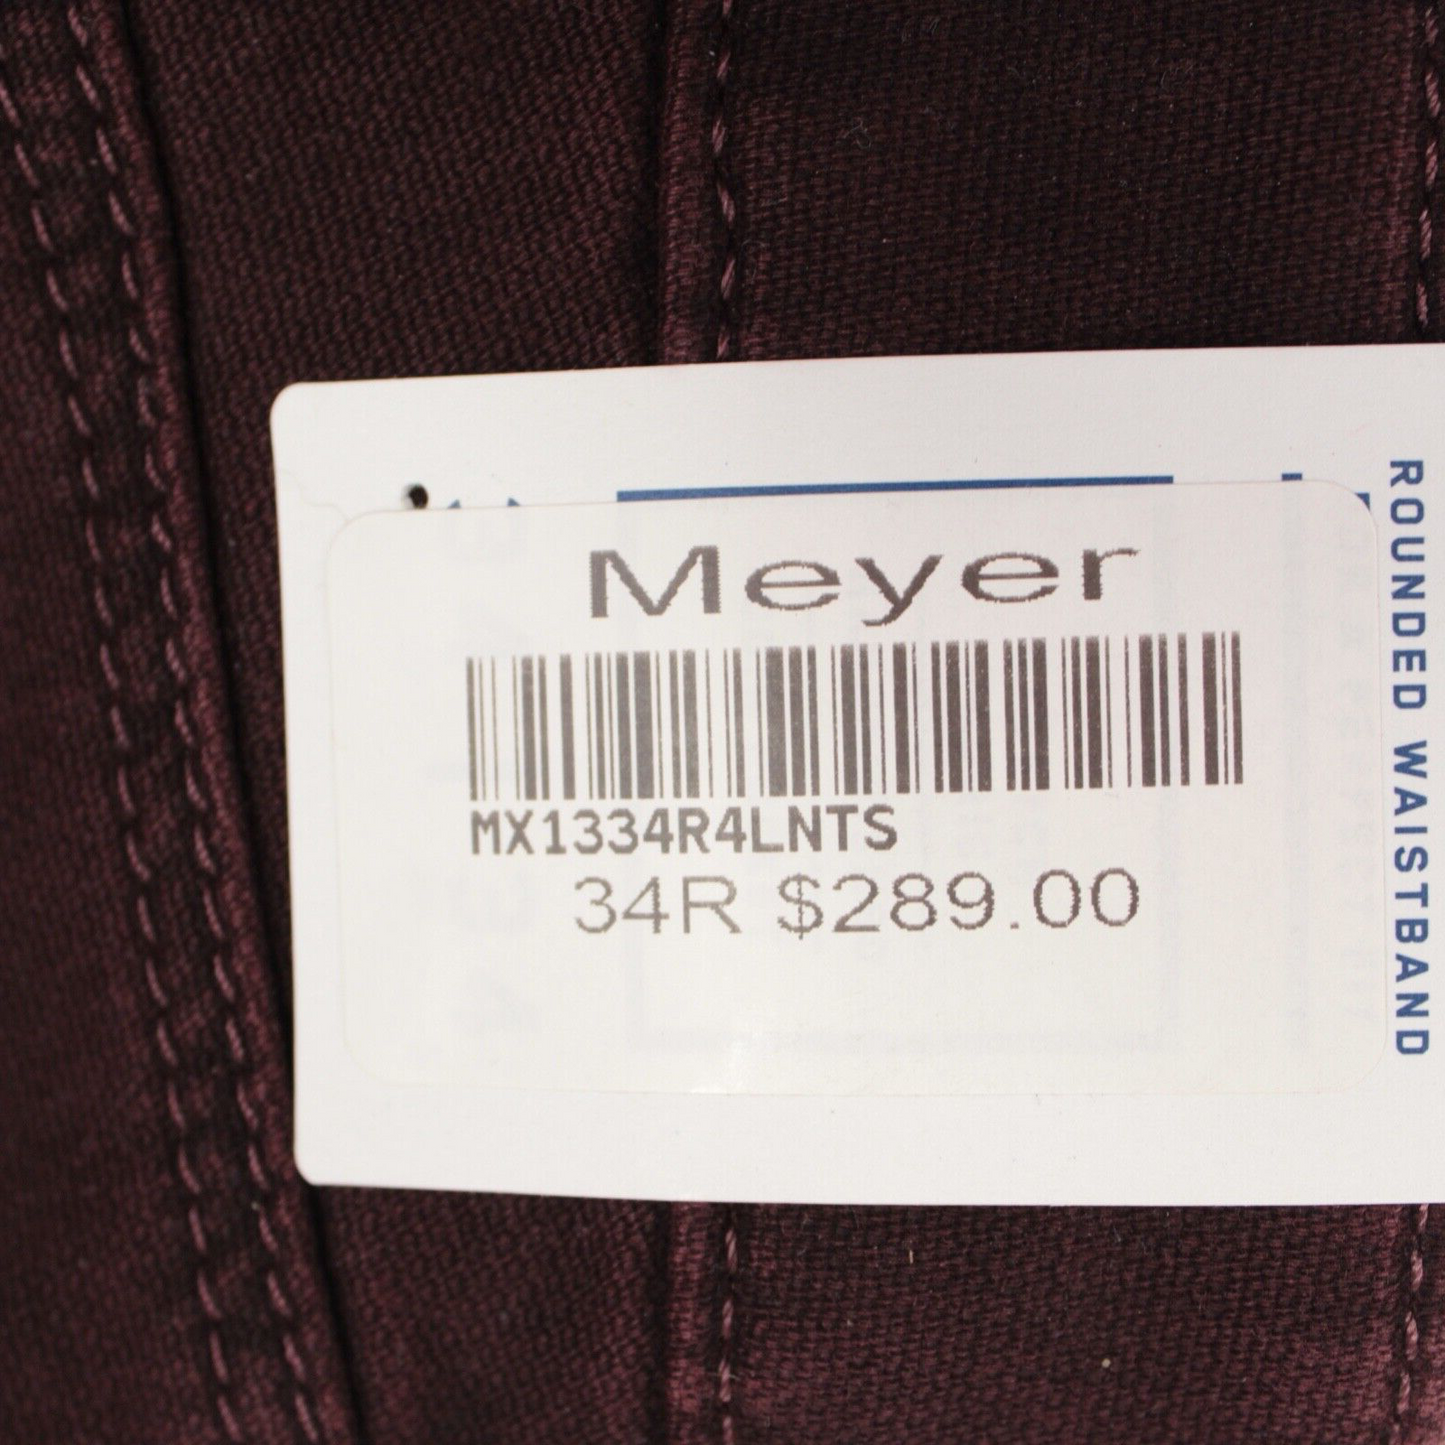 Meyer
MX1334R4LNTS
34R $289.00
ROUNDED WAISTBAND